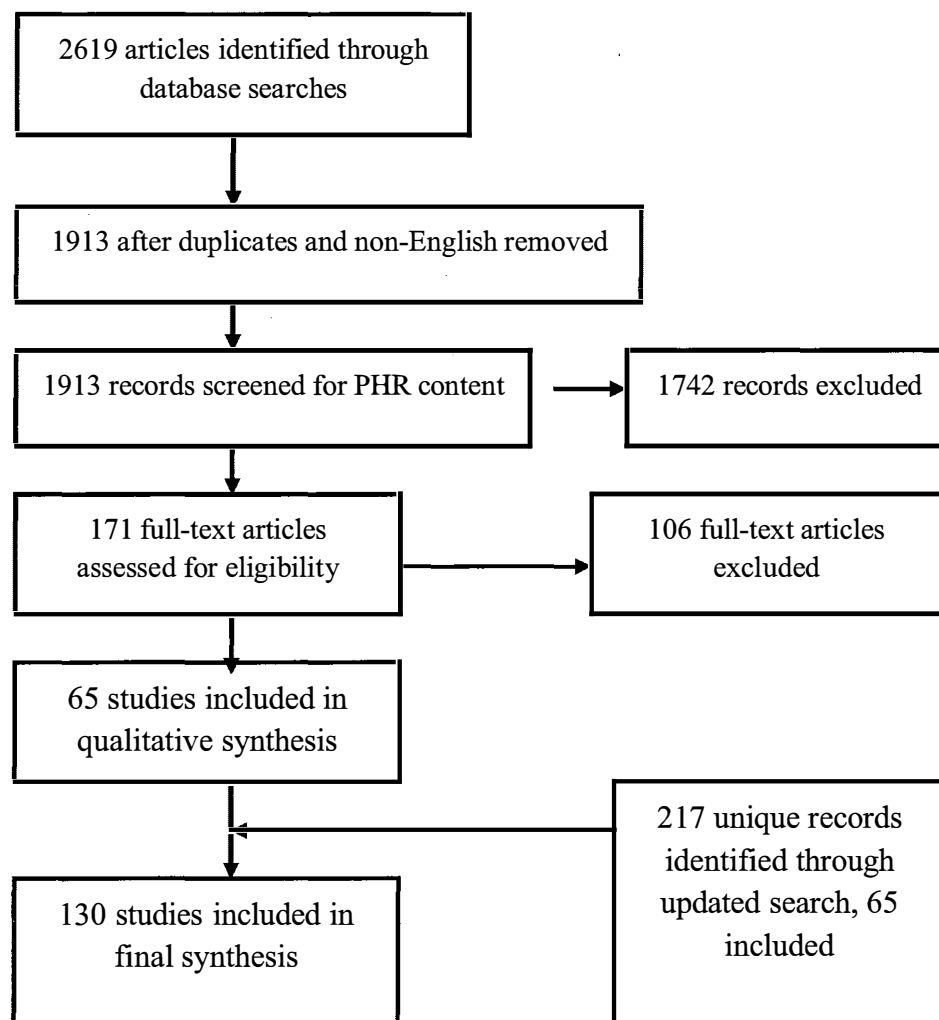 2619 articles identified through
database searches
1913 after duplicates and non-English removed
1913 records screened for PHR content
1742 records excluded
171 full-text articles
assessed for eligibility
106 full-text articles
excluded
65 studies included in
qualitative synthesis
217 unique records
identified through
updated search, 65
included
130 studies included in
final synthesis